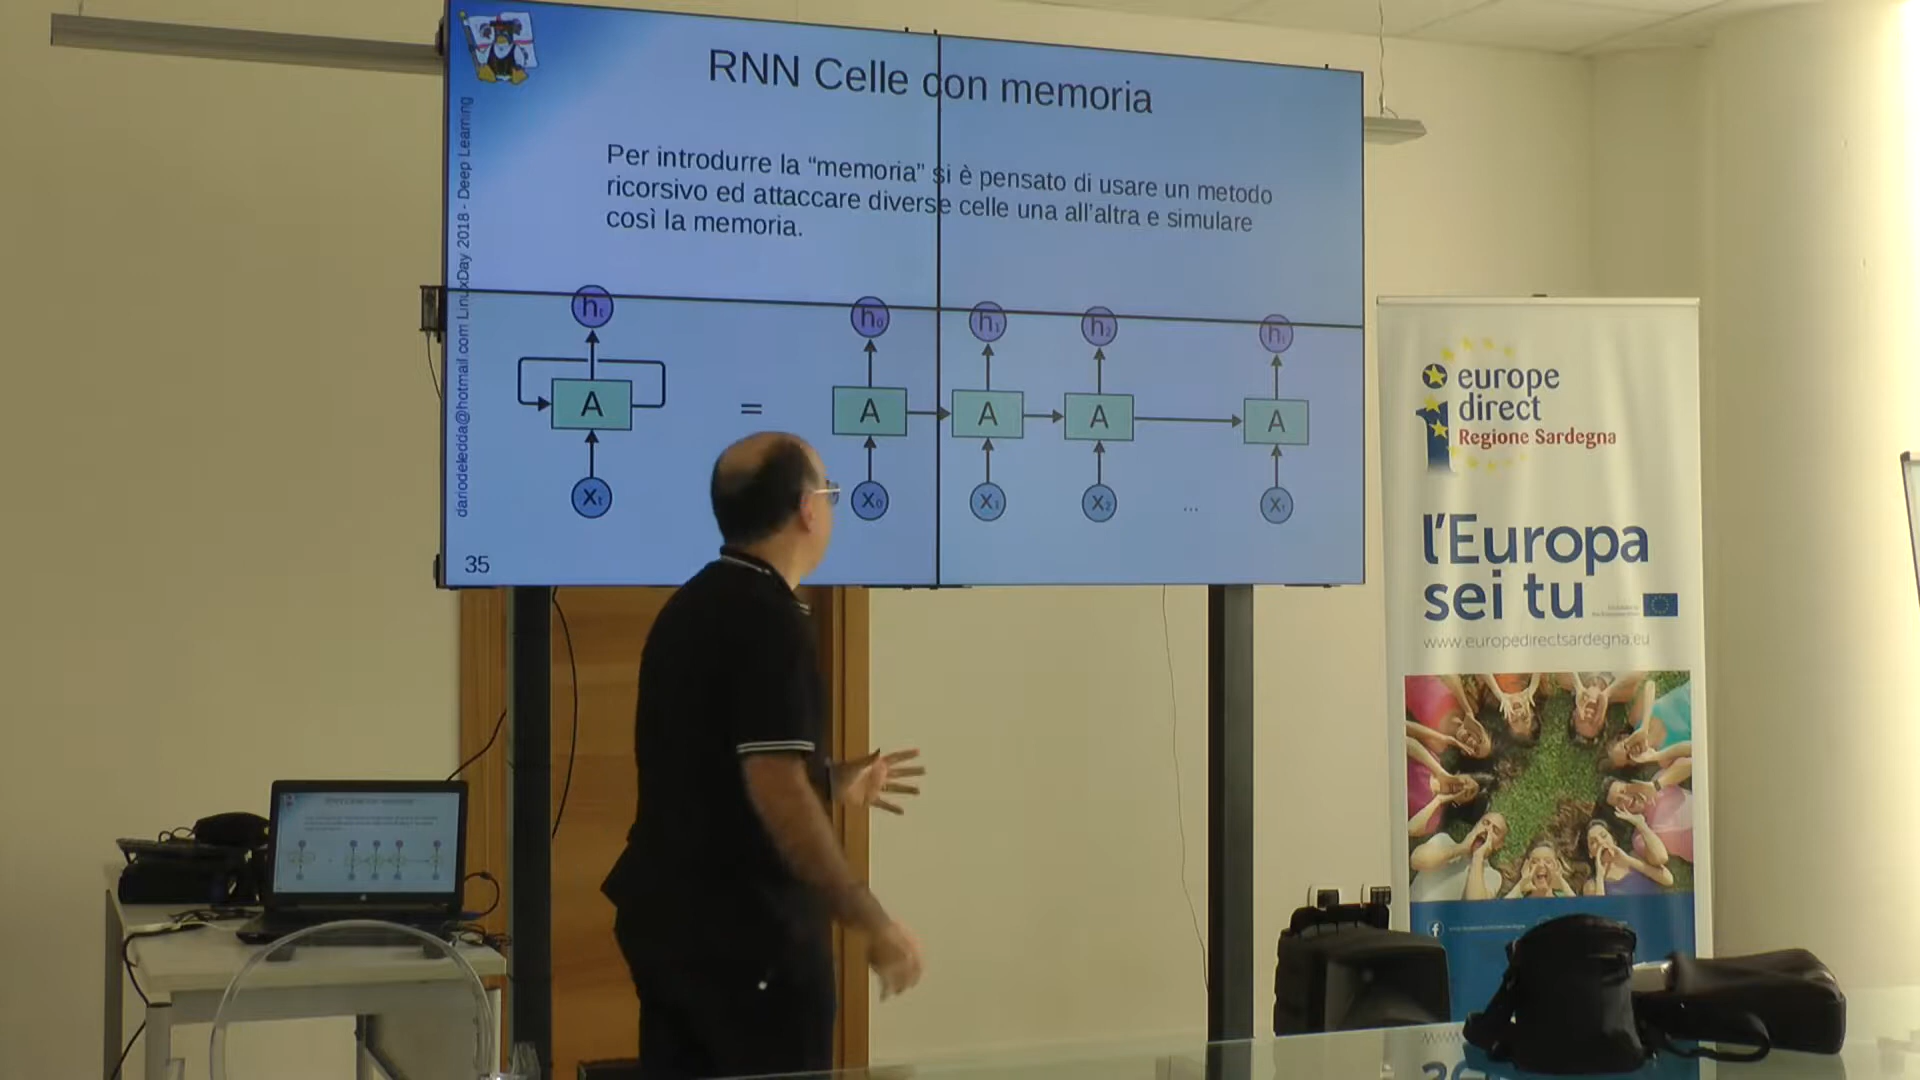 RNN Celle con memoria
Per introdurre la “memoria” si è pensato di usare un metodo
ricorsivo ed attaccare diverse celle una all'altra e simulare
così la memoria.
dariodeledda@hotmail.com LinuxDay 2018 - Deep Learning
hₜ
h₀
h₁
h₂
hₜ
A
=
A
A
A
A
xₜ
x₀
x₁
x₂
...
xₜ
35
europe
direct
Regione Sardegna
l'Europa
sei tu
www.europedirectsardegna.eu